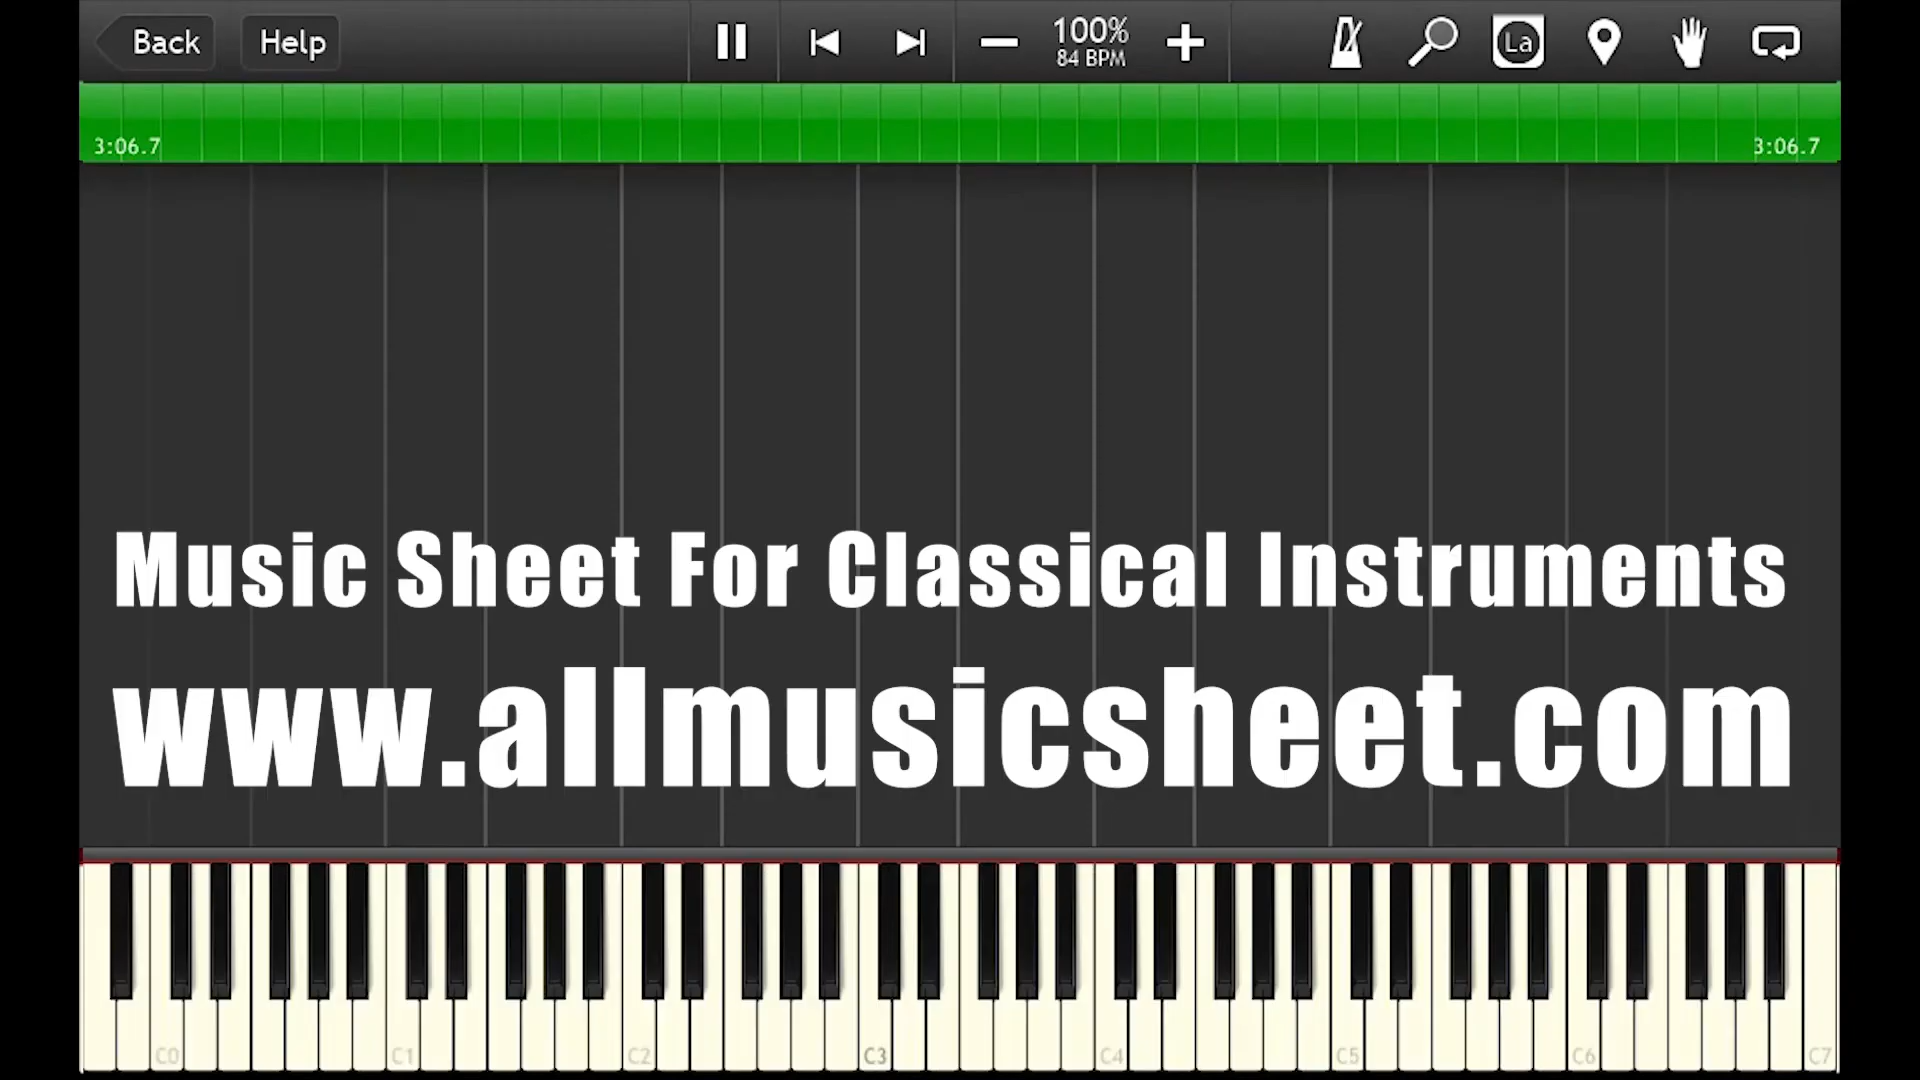 Back Help 100% La
84 BPM
3:06.7 3:06.7
Music Sheet For Classical Instruments
www.allmusicsheet.com
C0 C1 C2 C3 C4 C5 C6 C7